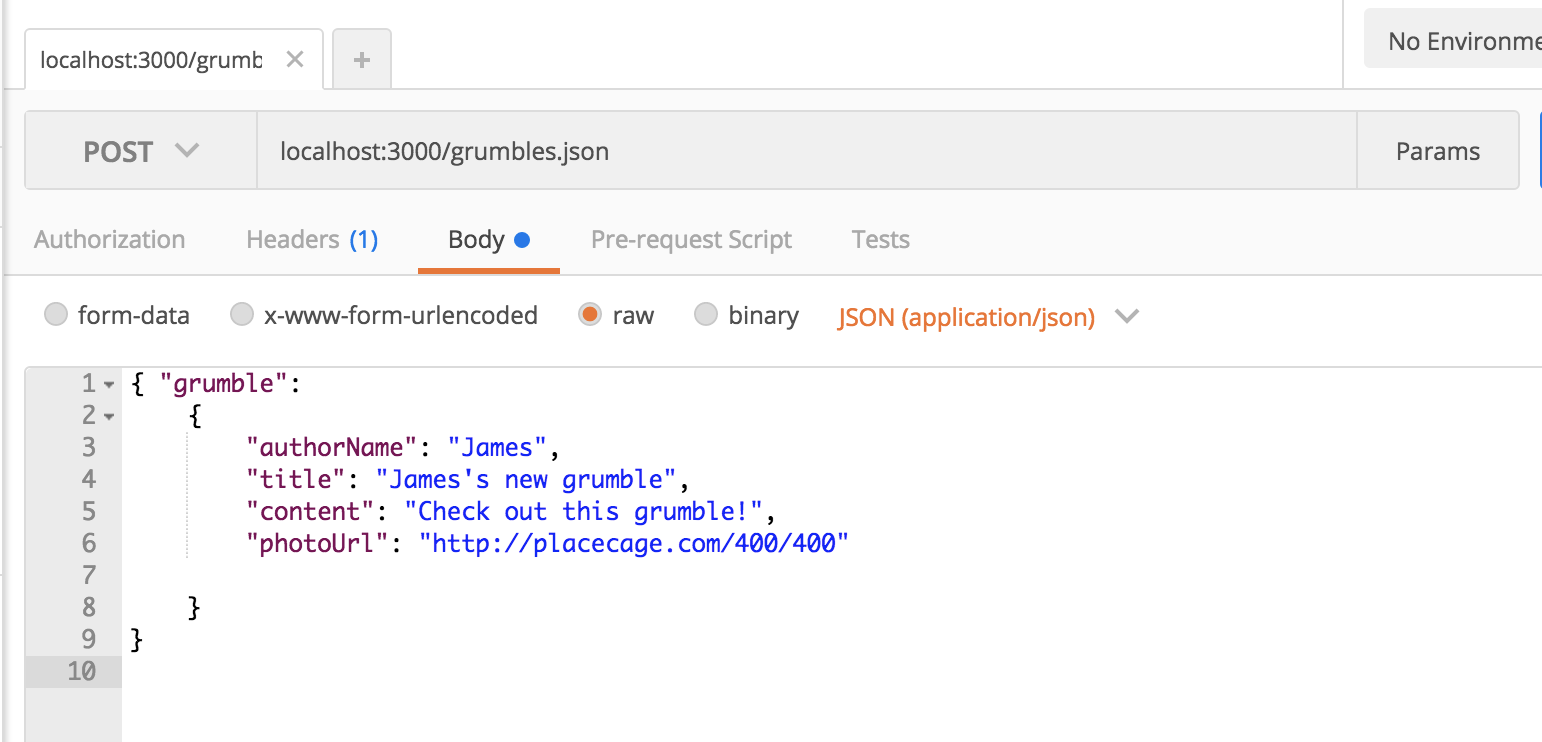 localhost:3000/grumb
No Environme
POST localhost:3000/grumbles.json Params
Authorization Headers (1) Body Pre-request Script Tests
form-data x-www-form-urlencoded raw binary JSON (application/json)
1 { "grumble":
2 {
3 "authorName": "James",
4 "title": "James's new grumble",
5 "content": "Check out this grumble!",
6 "photoUrl": "http://placecage.com/400/400"
7
8 }
9 }
10